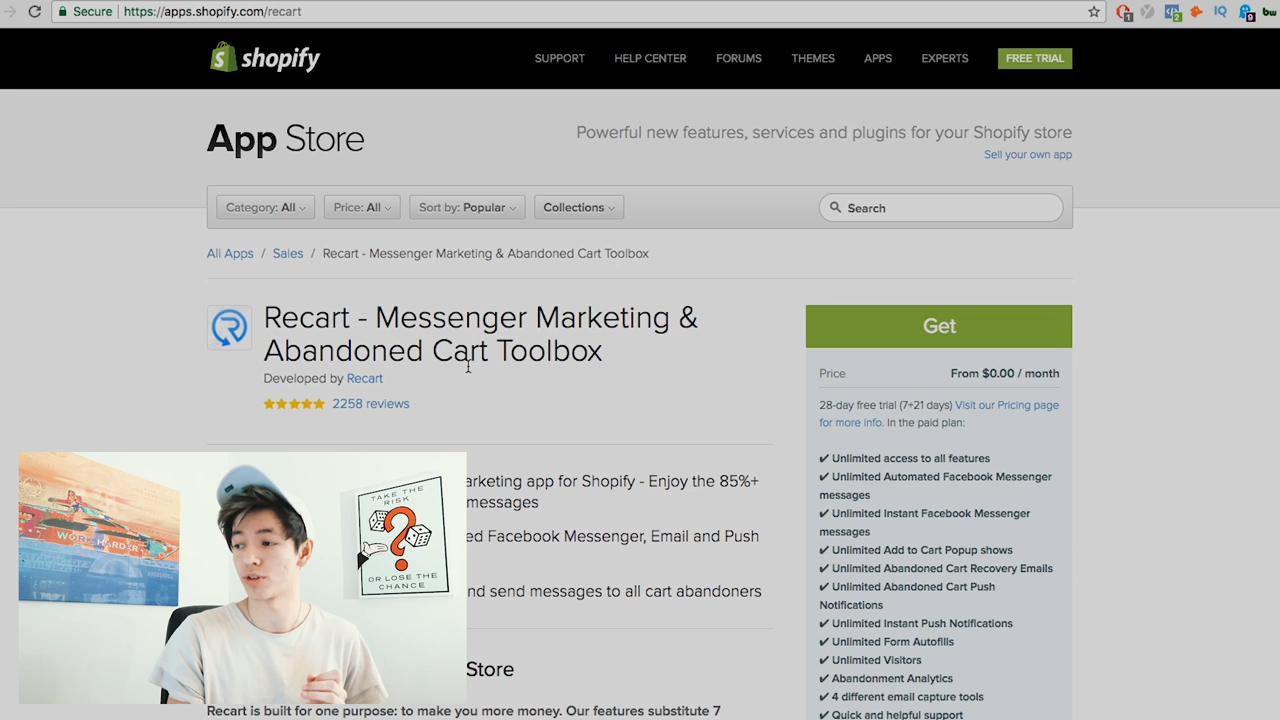 Secure https://apps.shopify.com/recart
shopify
SUPPORT HELP CENTER FORUMS THEMES APPS EXPERTS FREE TRIAL
App Store
Powerful new features, services and plugins for your Shopify store
Sell your own app
Category: All Price: All Sort by: Popular Collections Search
All Apps / Sales / Recart - Messenger Marketing & Abandoned Cart Toolbox
Recart - Messenger Marketing &
Abandoned Cart Toolbox
Developed by Recart
2258 reviews
Get
Price From $0.00 / month
28-day free trial (7+21 days) Visit our Pricing page
for more info. In the paid plan:
✔ Unlimited access to all features
✔ Unlimited Automated Facebook Messenger
messages
✔ Unlimited Instant Facebook Messenger
messages
✔ Unlimited Add to Cart Popup shows
✔ Unlimited Abandoned Cart Recovery Emails
✔ Unlimited Abandoned Cart Push
Notifications
✔ Unlimited Instant Push Notifications
✔ Unlimited Form Autofills
✔ Unlimited Visitors
✔ Abandonment Analytics
✔ 4 different email capture tools
✔ Quick and helpful support
arketing app for Shopify - Enjoy the 85%+
messages
ed Facebook Messenger, Email and Push
nd send messages to all cart abandoners
Store
Recart is built for one purpose: to make you more money. Our features substitute 7
WORK HARDER
TAKE THE
RISK
OR LOSE THE
CHANCE